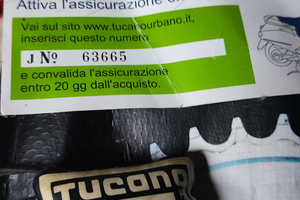 Attiva l'assicurazione on
Vai sul sito www.tucanourbano.it,
inserisci questo numero
J No 63665
e convalida l'assicurazione
entro 20 gg dall'acquisto.
TUCANO